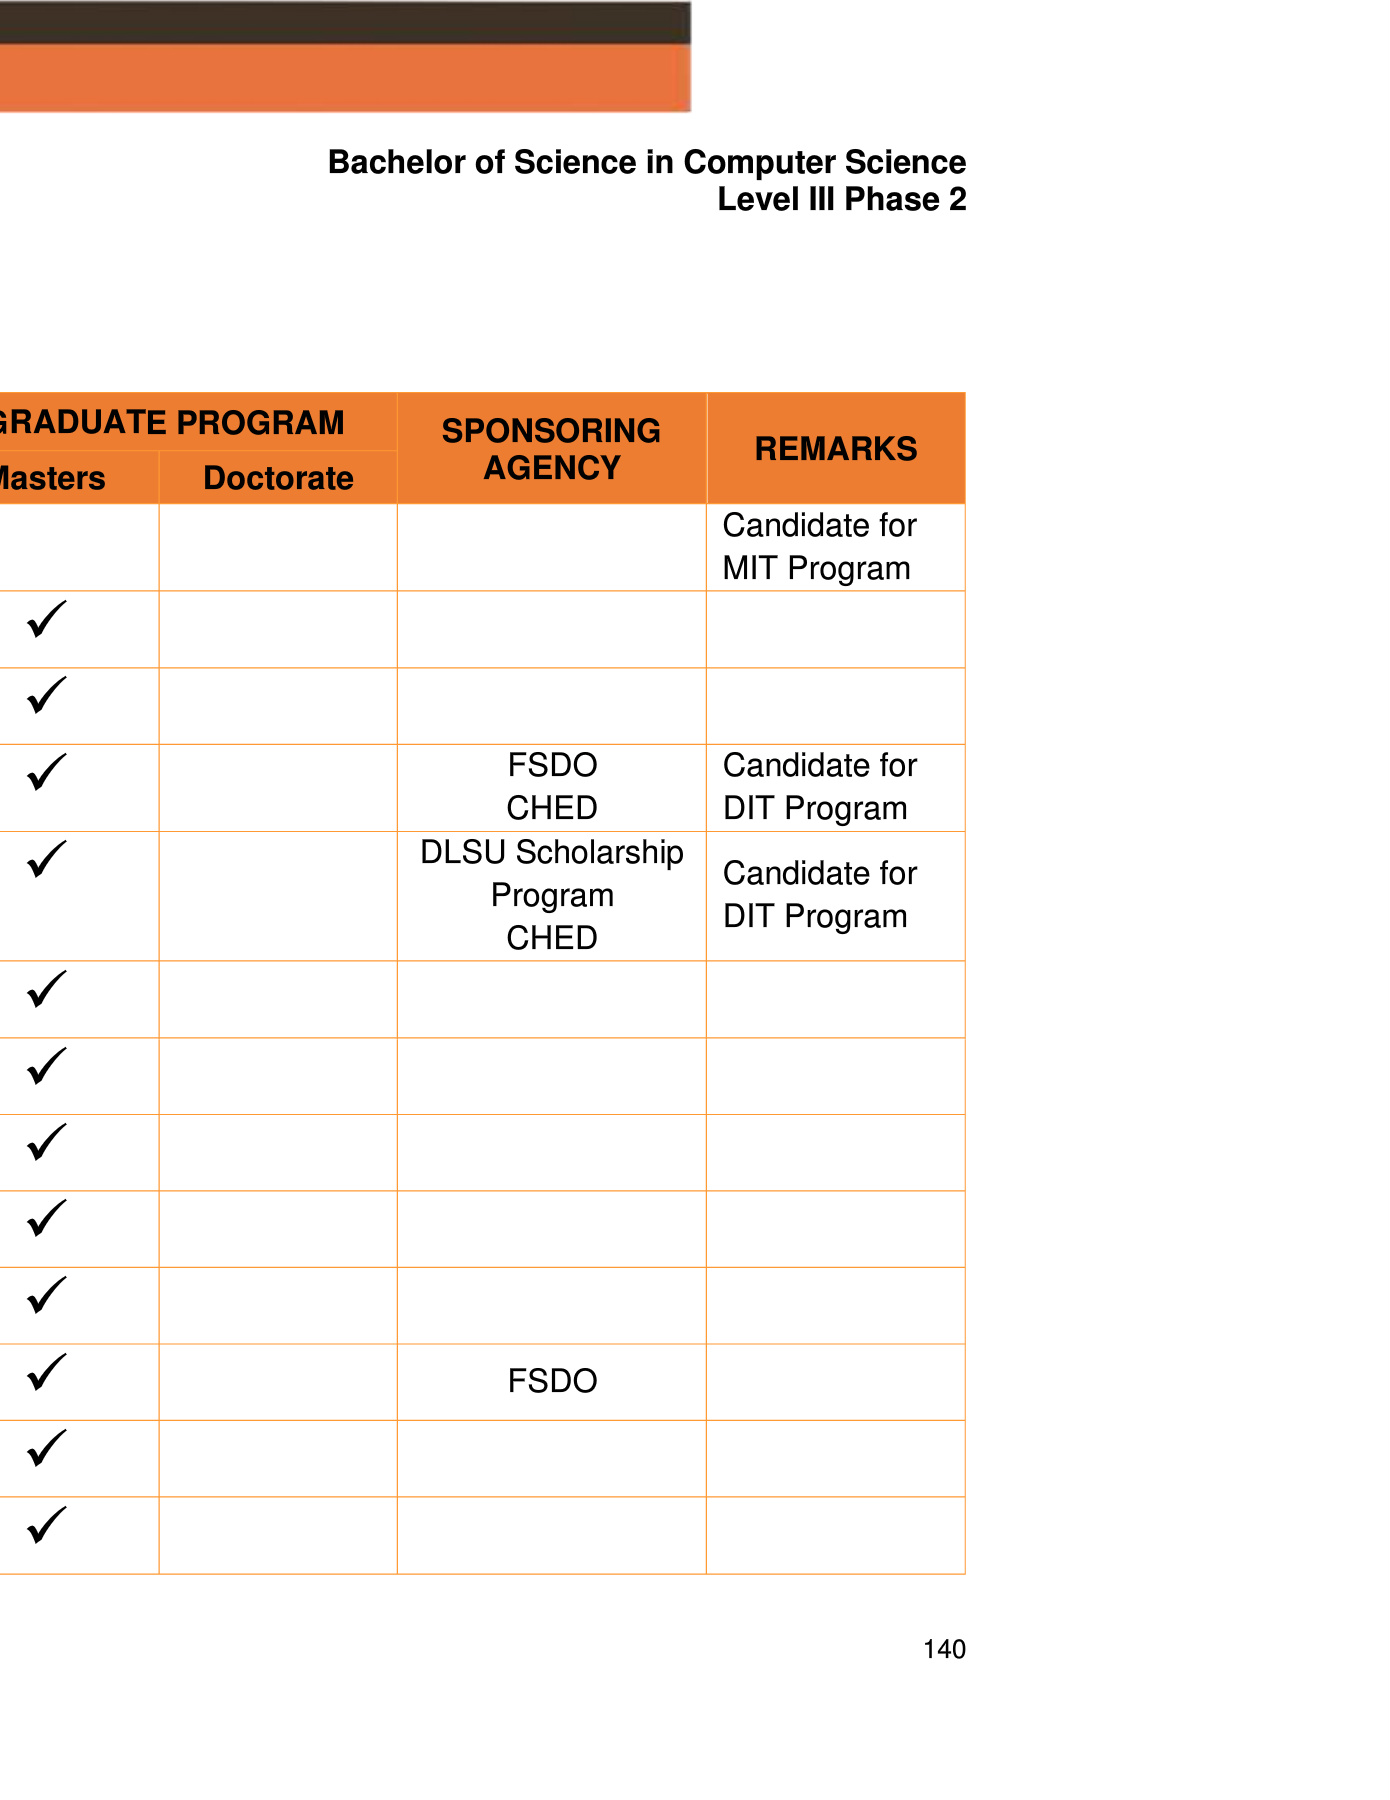 Bachelor of Science in Computer Science
Level III Phase 2
GRADUATE PROGRAM
SPONSORING
AGENCY
REMARKS
Masters
Doctorate
Candidate for
MIT Program
✓
✓
✓
FSDO
CHED
Candidate for
DIT Program
✓
DLSU Scholarship
Program
CHED
Candidate for
DIT Program
✓
✓
✓
✓
✓
✓
FSDO
✓
✓
140